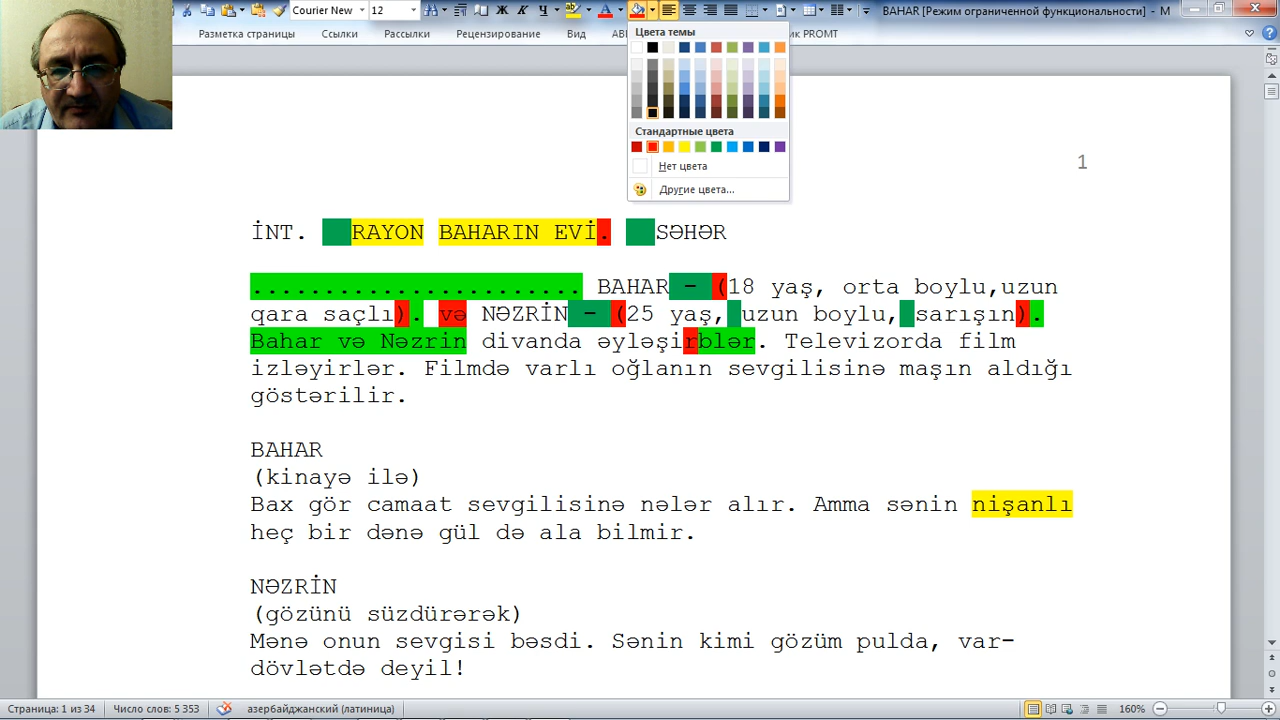 Courier New 12 Ж К Ч BAHAR [Режим ограниченной функциональности] - M
Разметка страницы Ссылки Рассылки Рецензирование Вид PROMT
Цвета темы
Стандартные цвета
Нет цвета
Другие цвета...
1
İNT. RAYON BAHARIN EVİ. SƏHƏR
....................... BAHAR - (18 yaş, orta boylu,uzun
qara saçlı). və NƏZRİN - (25 yaş, uzun boylu, sarışın).
Bahar və Nəzrin divanda əyləşirblər. Televizorda film
izləyirlər. Filmdə varlı oğlanın sevgilisinə maşın aldığı
göstərilir.
BAHAR
(kinayə ilə)
Bax gör camaat sevgilisinə nələr alır. Amma sənin nişanlı
heç bir dənə gül də ala bilmir.
NƏZRİN
(gözünü süzdürərək)
Mənə onun sevgisi bəsdi. Sənin kimi gözüm pulda, var-
dövlətdə deyil!
Страница: 1 из 34 Число слов: 5 353 азербайджанский (латиница) 160%